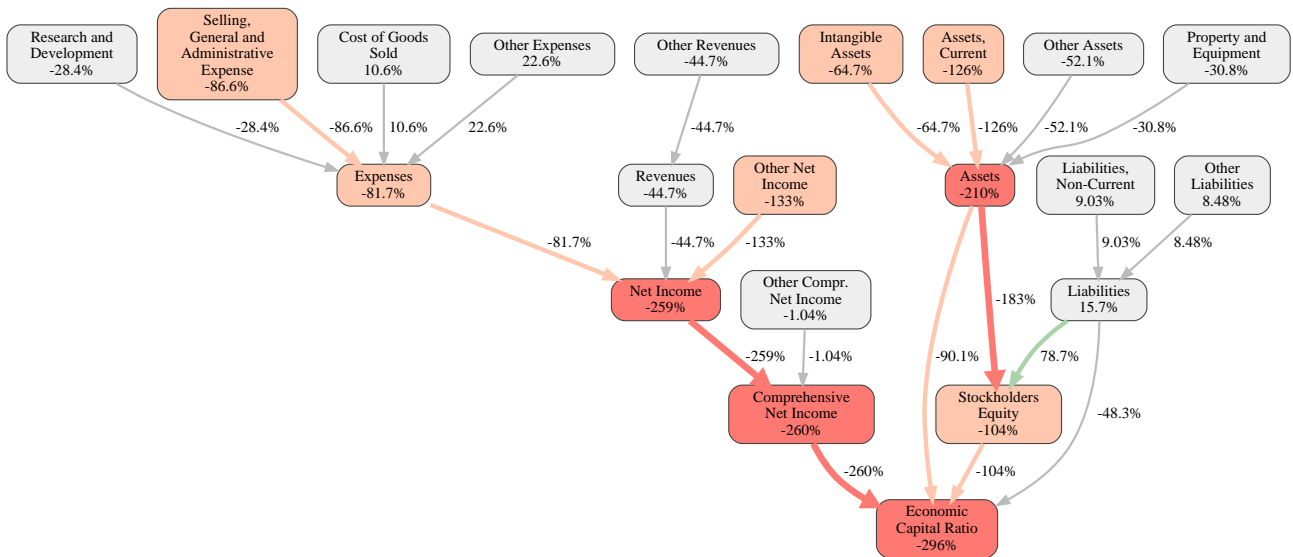 Research and
Development
-28.4%
Selling,
General and
Administrative
Expense
-86.6%
Cost of Goods
Sold
10.6%
Other Expenses
22.6%
Other Revenues
-44.7%
Intangible
Assets
-64.7%
Assets,
Current
-126%
Other Assets
-52.1%
Property and
Equipment
-30.8%
-28.4%
-86.6%
10.6%
22.6%
-44.7%
-64.7%
-126%
-52.1%
-30.8%
Expenses
-81.7%
Revenues
-44.7%
Other Net
Income
-133%
Assets
-210%
Liabilities,
Non-Current
9.03%
Other
Liabilities
8.48%
-81.7%
-44.7%
-133%
9.03%
8.48%
Net Income
-259%
Other Compr.
Net Income
-1.04%
-183%
Liabilities
15.7%
-259%
-1.04%
-90.1%
78.7%
Comprehensive
Net Income
-260%
Stockholders
Equity
-104%
-48.3%
-260%
-104%
Economic
Capital Ratio
-296%